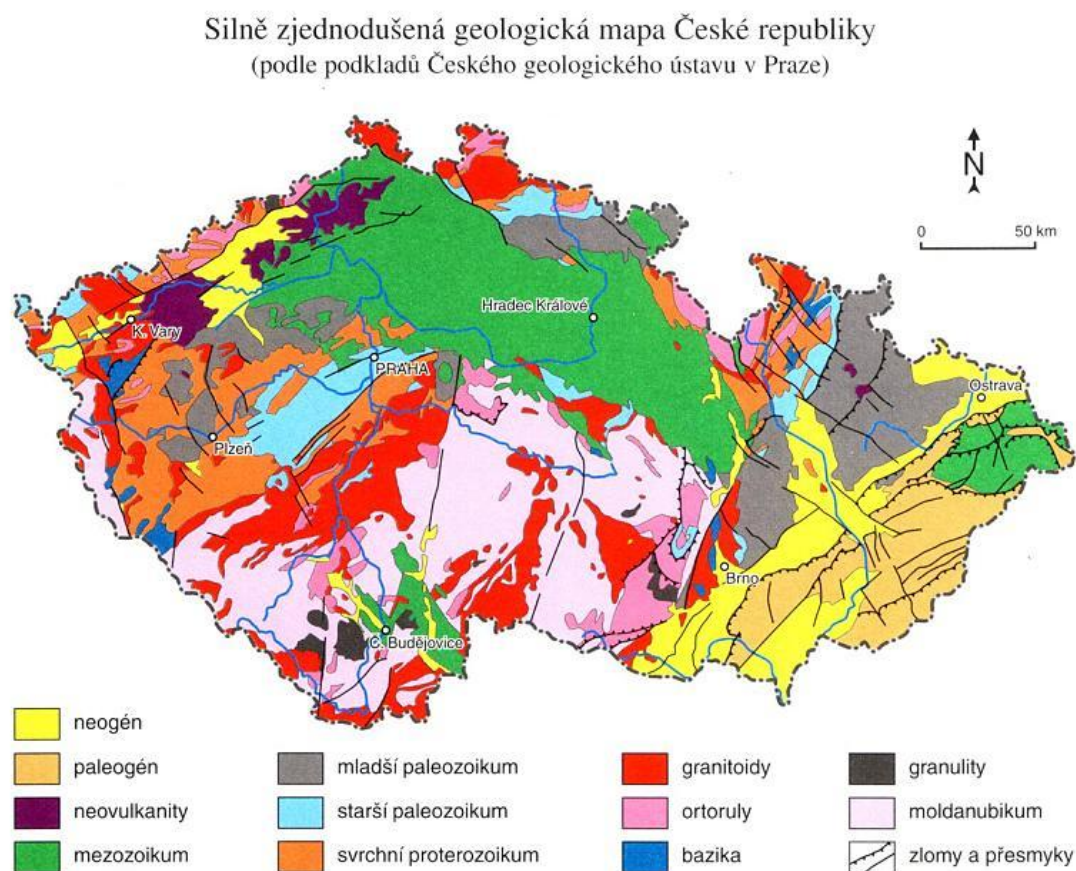 Silně zjednodušená geologická mapa České republiky
(podle podkladů Českého geologického ústavu v Praze)
N
0 50 km
Hradec Králové
K. Vary
PRAHA
Ostrava
Plzeň
Brno
Č. Budějovice
neogén
paleogén
neovulkanity
mezozoikum
mladší paleozoikum
starší paleozoikum
svrchní proterozoikum
granitoidy
ortoruly
bazika
granulity
moldanubikum
zlomy a přesmyky